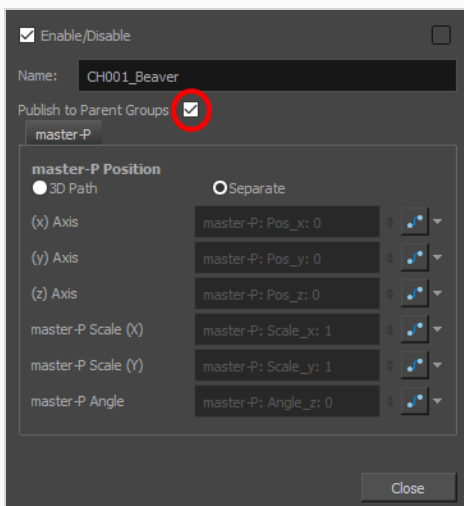 Enable/Disable
Name: CH001_Beaver
Publish to Parent Groups
master-P
master-P Position
3D Path Separate
(x) Axis master-P: Pos_x: 0
(y) Axis master-P: Pos_y: 0
(z) Axis master-P: Pos_z: 0
master-P Scale (X) master-P: Scale_x: 1
master-P Scale (Y) master-P: Scale_y: 1
master-P Angle master-P: Angle_z: 0
Close